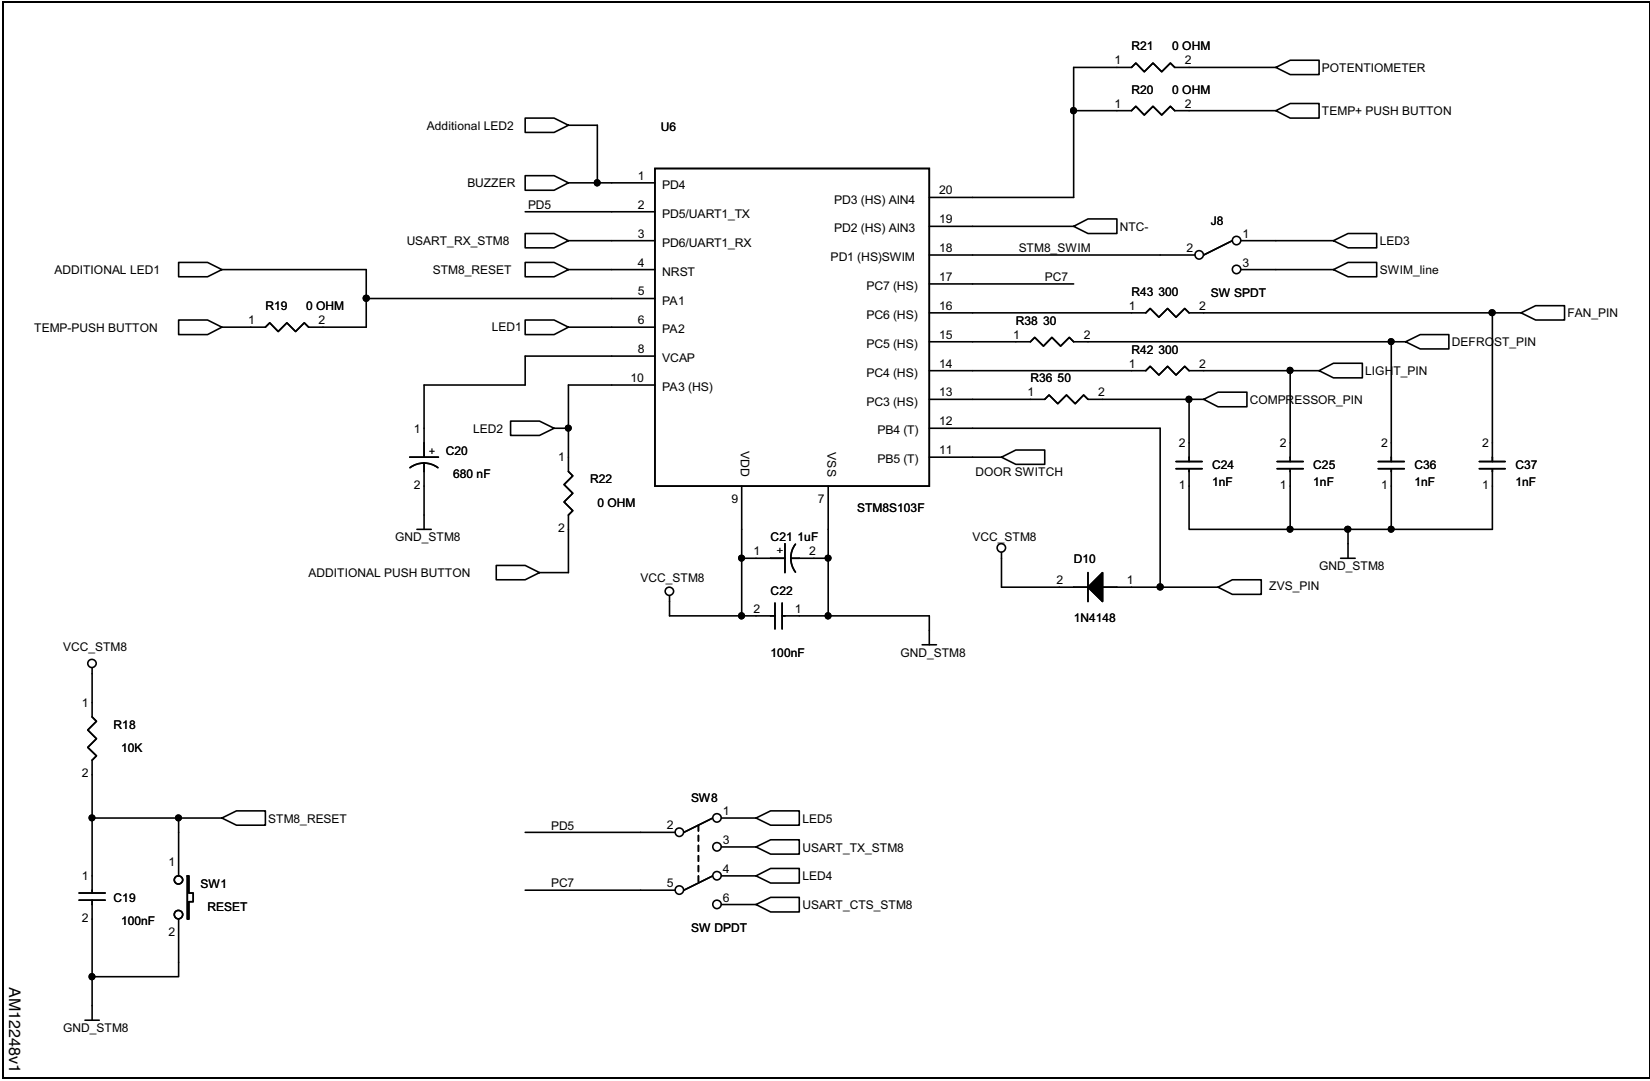 R21 0 OHM
1 2
POTENTIOMETER
R20 0 OHM
1 2
TEMP+ PUSH BUTTON
Additional LED2
U6
BUZZER
1
PD4
PD5
2
PD5/UART1_TX
USART_RX_STM8
3
PD6/UART1_RX
STM8_RESET
4
NRST
ADDITIONAL LED1
5
PA1
R19 0 OHM
TEMP-PUSH BUTTON
1 2
LED1
6
PA2
8
VCAP
10
PA3 (HS)
LED2
1
C20
+
680 nF
2
GND_STM8
1
R22
0 OHM
2
ADDITIONAL PUSH BUTTON
20
PD3 (HS) AIN4
19
PD2 (HS) AIN3
NTC-
18
PD1 (HS)SWIM
STM8_SWIM
J8
2
1
LED3
3
SWIM_line
SW SPDT
17
PC7 (HS)
PC7
16
PC6 (HS)
R43 300
1 2
FAN_PIN
15
PC5 (HS)
R38 30
1 2
DEFROST_PIN
14
PC4 (HS)
R42 300
1 2
LIGHT_PIN
13
PC3 (HS)
R36 50
1 2
COMPRESSOR_PIN
12
PB4 (T)
11
PB5 (T)
DOOR SWITCH
VDD
VSS
9
7
STM8S103F
2 2 2 2
C24 C25 C36 C37
1nF 1nF 1nF 1nF
1 1 1 1
GND_STM8
C21 1uF
1 + 2
VCC_STM8
C22
2 1
100nF
GND_STM8
VCC_STM8
D10
2 1
1N4148
ZVS_PIN
VCC_STM8
1
R18
10K
2
STM8_RESET
1
C19
100nF
2
1
SW1
RESET
2
GND_STM8
SW8
PD5
2
1
LED5
3
USART_TX_STM8
PC7
5
4
LED4
6
USART_CTS_STM8
SW DPDT
AM12248v1